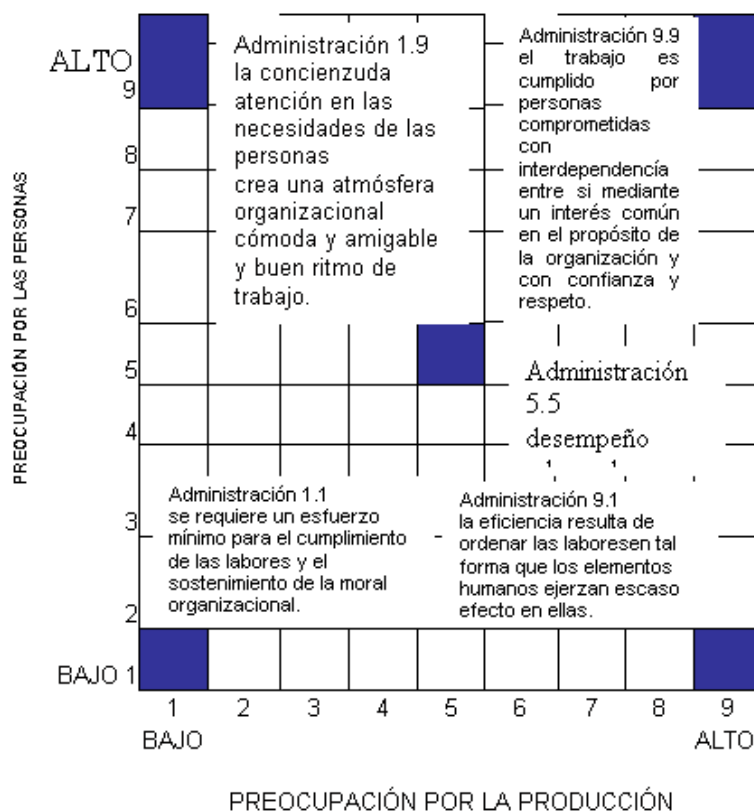 Administración 1.9
la concienzuda
atención en las
necesidades de las
personas
crea una atmósfera
organizacional
cómoda y amigable
y buen ritmo de
trabajo.
Administración 9.9
el trabajo es
cumplido por
personas
comprometidas
con
interdependencía
entre si mediante
un interés común
en el propósito de
la organización y
con confianza y
respeto.
ALTO
9
8
7
6
5
4
3
2
BAJO 1
PREOCUPACIÓN POR LAS PERSONAS
Administración
5.5
desempeño
Administración 1.1
se requiere un esfuerzo
mínimo para el cumplimiento
de las labores y el
sostenimiento de la moral
organizacional.
Administración 9.1
la eficiencia resulta de
ordenar las laboresen tal
forma que los elementos
humanos ejerzan escaso
efecto en ellas.
1 2 3 4 5 6 7 8 9
BAJO ALTO
PREOCUPACIÓN POR LA PRODUCCIÓN